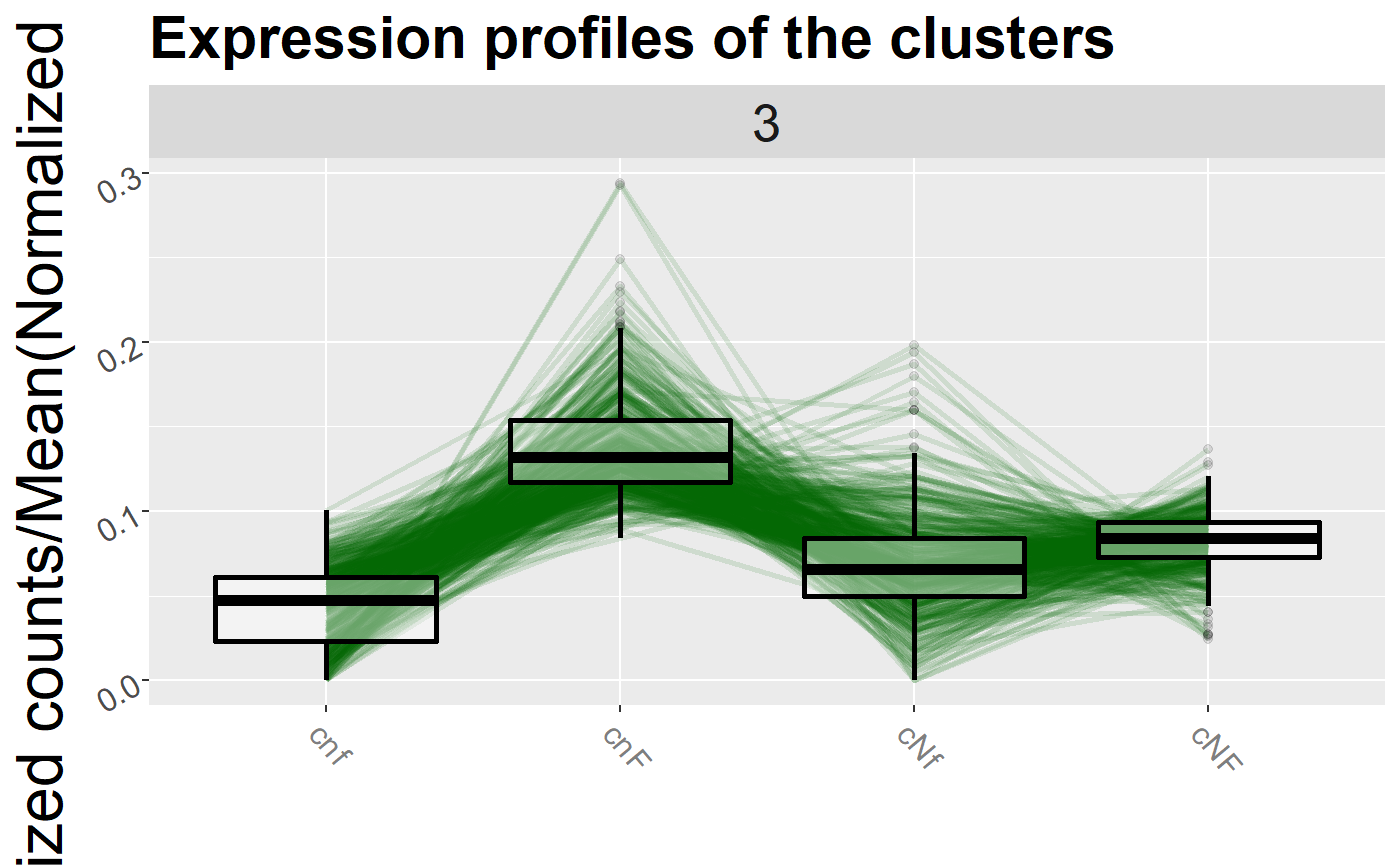 Expression profiles of the clusters
3
ized counts/Mean(Normalized
0.3
0.2
0.1
0.0
cnf
cnF
cNf
cNF